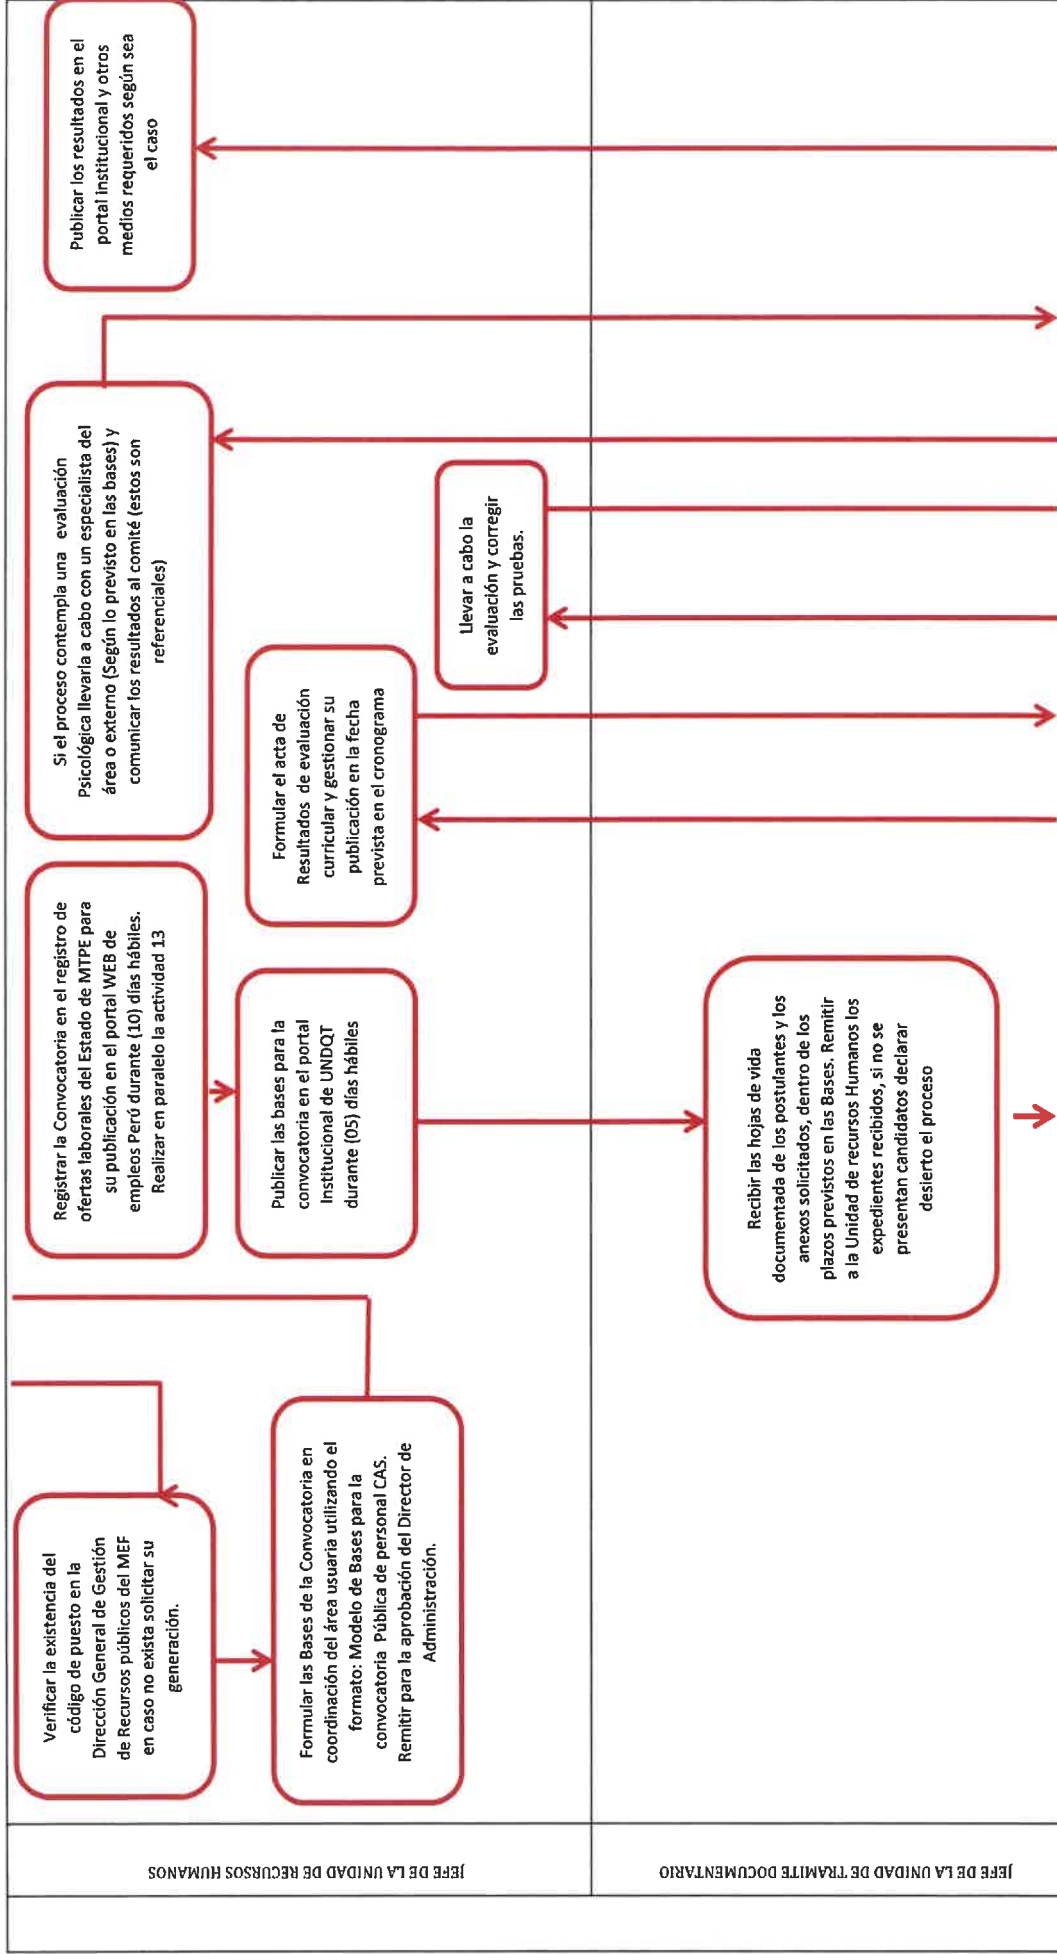 JEFE DE LA UNIDAD DE RECURSOS HUMANOS
Verificar la existencia del
código de puesto en la
Dirección General de Gestión
de Recursos públicos del MEF
en caso no exista solicitar su
generación.
Formular las Bases de la Convocatoria en
coordinación del área usuaria utilizando el
formato: Modelo de Bases para la
convocatoria Pública de personal CAS.
Remitir para la aprobación del Director de
Administración.
Registrar la Convocatoria en el registro de
ofertas laborales del Estado de MTPE para
su publicación en el portal WEB de
empleos Perú durante (10) días hábiles.
Realizar en paralelo la actividad 13
Publicar las bases para la
convocatoria en el portal
Institucional de UNDQT
durante (05) días hábiles
Formular el acta de
Resultados de evaluación
curricular y gestionar su
publicación en la fecha
prevista en el cronograma
Si el proceso contempla una evaluación
Psicológica llevarla a cabo con un especialista del
área o externo (Según lo previsto en las bases) y
comunicar los resultados al comité (estos son
referenciales)
Llevar a cabo la
evaluación y corregir
las pruebas.
Publicar los resultados en el
portal institucional y otros
medios requeridos según sea
el caso
JEFE DE LA UNIDAD DE TRAMITE DOCUMENTARIO
Recibir las hojas de vida
documentada de los postulantes y los
anexos solicitados, dentro de los
plazos previstos en las Bases. Remitir
a la Unidad de recursos Humanos los
expedientes recibidos, si no se
presentan candidatos declarar
desierto el proceso